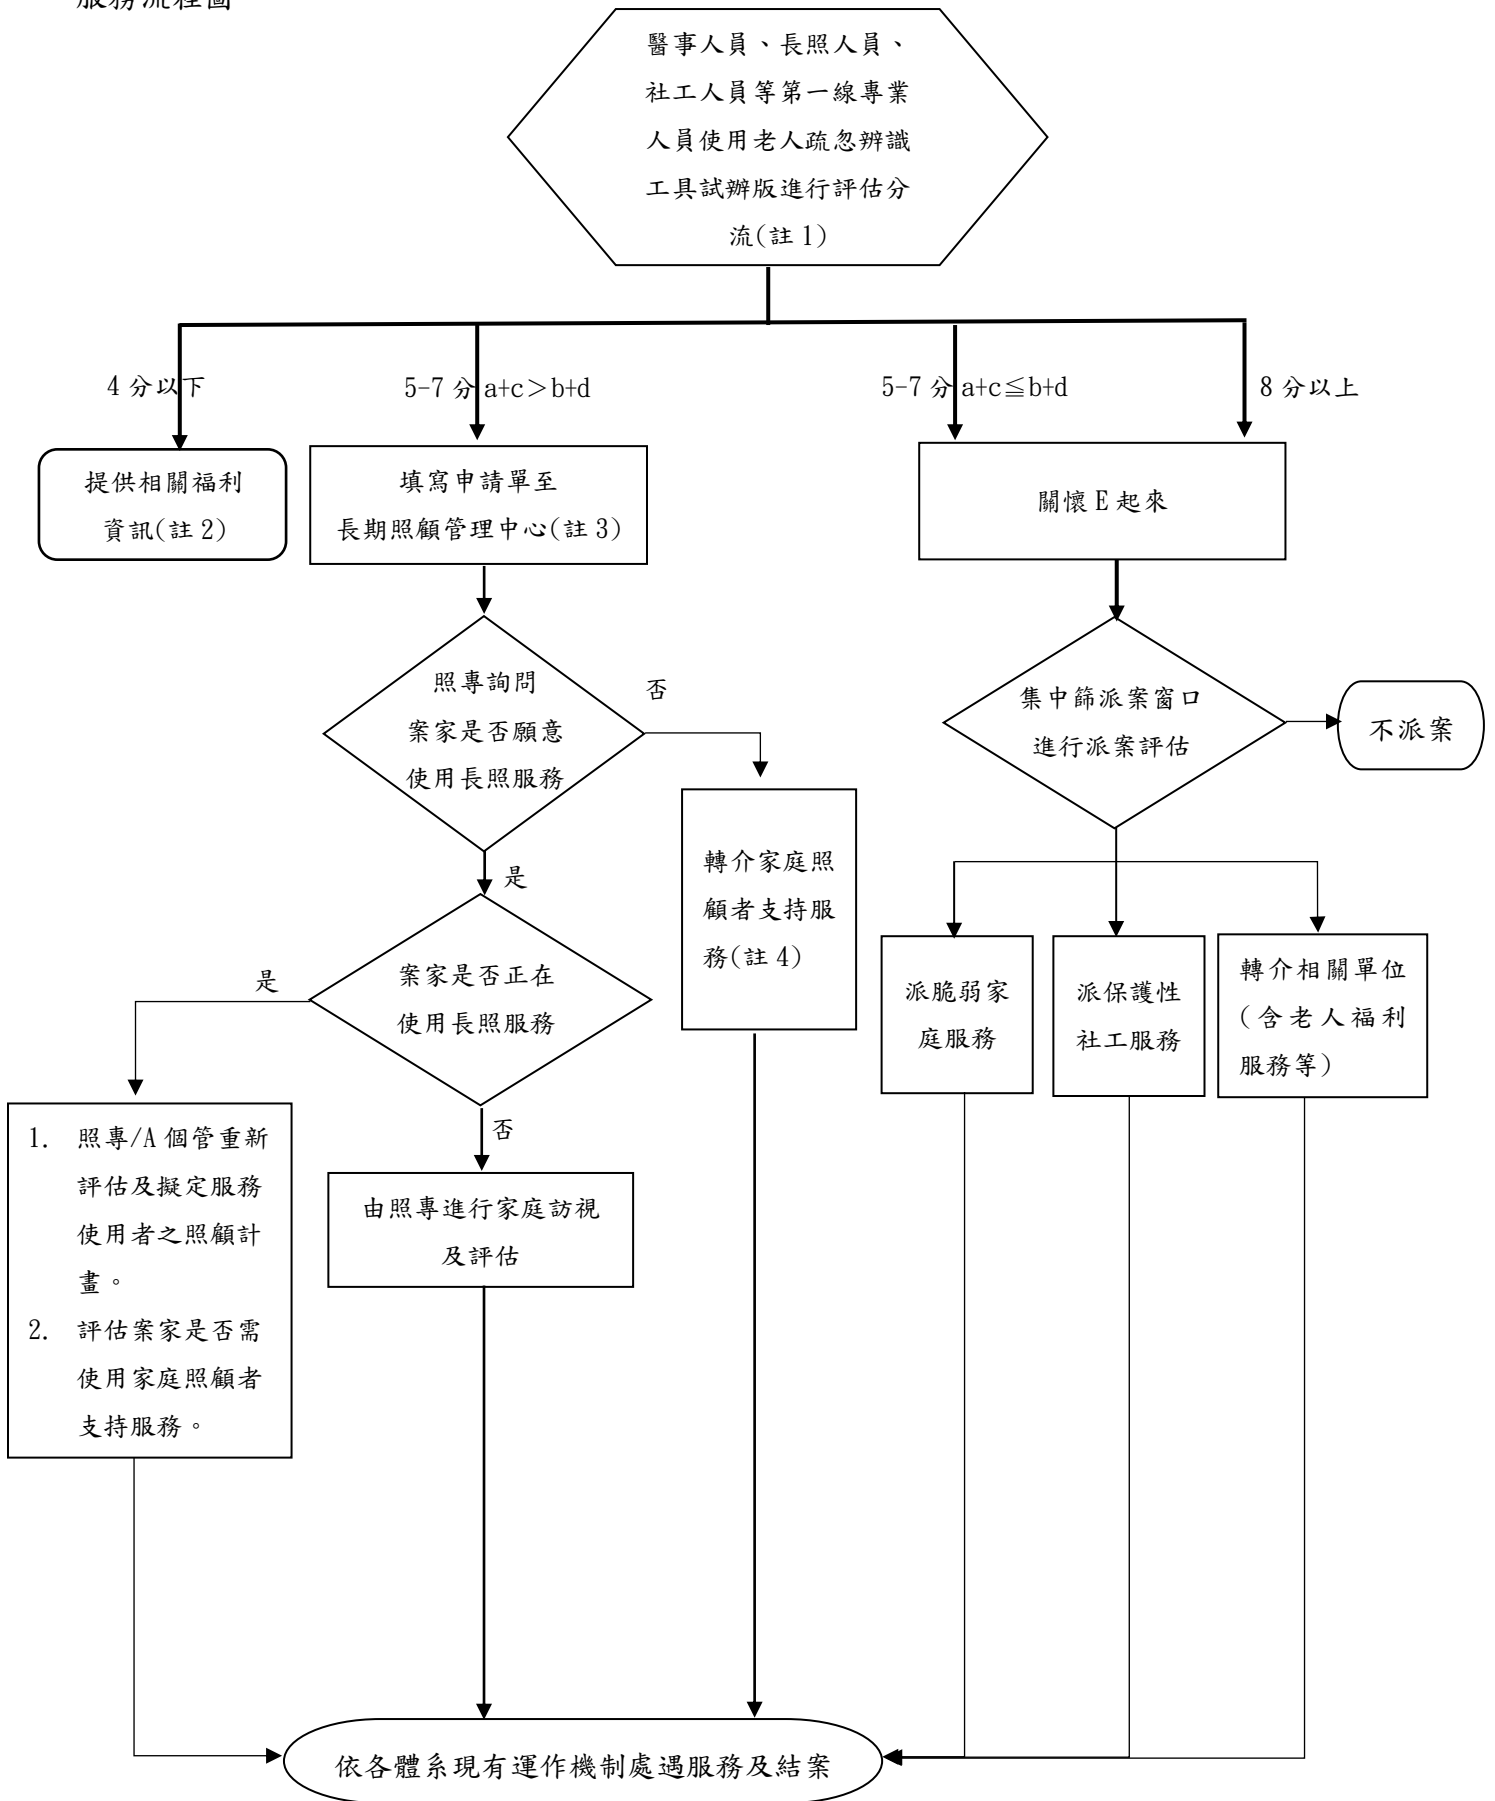 服務流程圖
醫事人員、長照人員、
社工人員等第一線專業
人員使用老人疏忽辨識
工具試辦版進行評估分
流(註1)
4分以下
5-7分 a+c＞b+d
5-7分 a+c≦b+d
8分以上
提供相關福利
資訊(註2)
填寫申請單至
長期照顧管理中心(註3)
關懷E起來
照專詢問
案家是否願意
使用長照服務
否
集中篩派案窗口
進行派案評估
不派案
是
轉介家庭照
顧者支持服
務(註4)
案家是否正在
使用長照服務
是
派脆弱家
庭服務
派保護性
社工服務
轉介相關單位
(含老人福利
服務等)
1. 照專/A個管重新
評估及擬定服務
使用者之照顧計
畫。
2. 評估案家是否需
使用家庭照顧者
支持服務。
否
由照專進行家庭訪視
及評估
依各體系現有運作機制處遇服務及結案